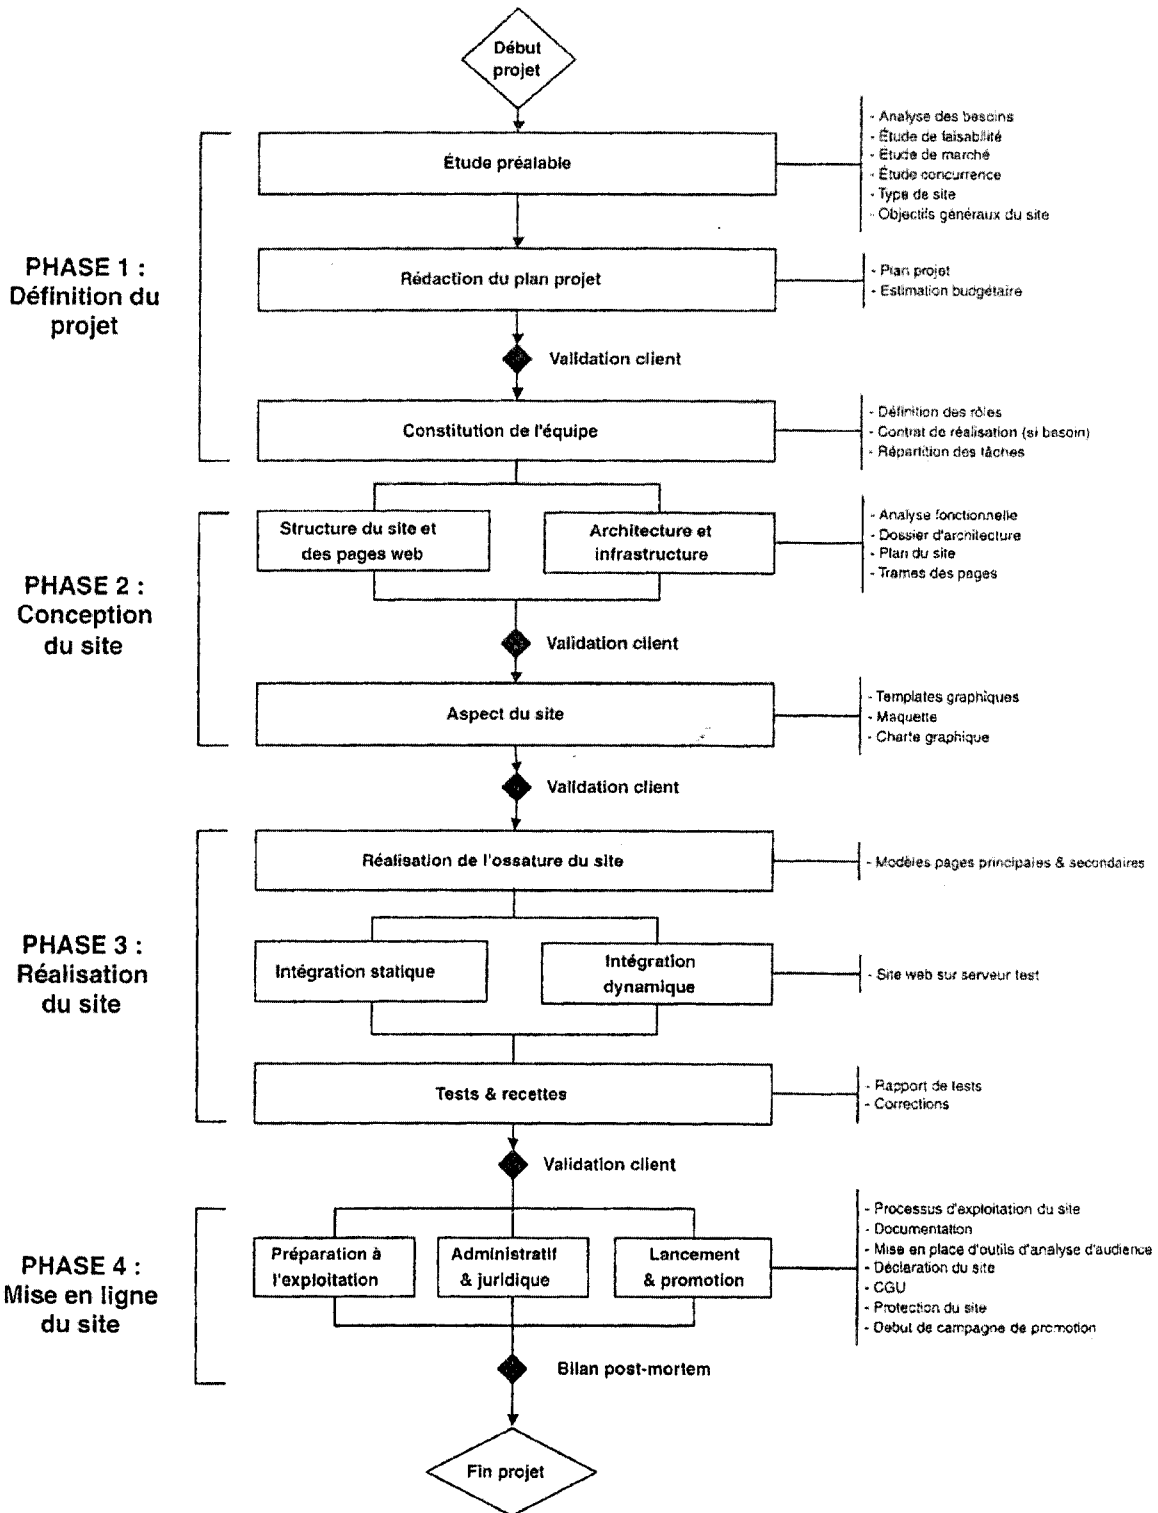 Début
projet
- Analyse des besoins
- Étude de faisabilité
- Etude de marché
- Étude concurrence
- Type de site
- Objectifs généraux du site
Étude préalable
PHASE 1 :
Définition du
projet
Rédaction du plan projet
- Plan projet
- Estimation budgétaire
Validation client
Constitution de l'équipe
- Définition des rôles
- Contrat de réalisation (si besoin)
- Répartition des tâches
PHASE 2 :
Conception
du site
Structure du site et
des pages web
Architecture et
infrastructure
- Analyse fonctionnelle
- Dossier d'architecture
- Plan du site
- Trames des pages
Validation client
Aspect du site
- Templates graphiques
- Maquette
- Charte graphique
Validation client
PHASE 3 :
Réalisation
du site
Réalisation de l'ossature du site
- Modèles pages principales & secondaires
Intégration statique
Intégration
dynamique
- Site web sur serveur test
Tests & recettes
- Rapport de tests
- Corrections
Validation client
PHASE 4 :
Mise en ligne
du site
Préparation à
l'exploitation
Administratif
& juridique
Lancement
& promotion
- Processus d'exploitation du site
- Documentation
- Mise en place d'outils d'analyse d'audience
- Déclaration du site
- CGU
- Protection du site
- Debut de campagne de promotion
Bilan post-mortem
Fin projet